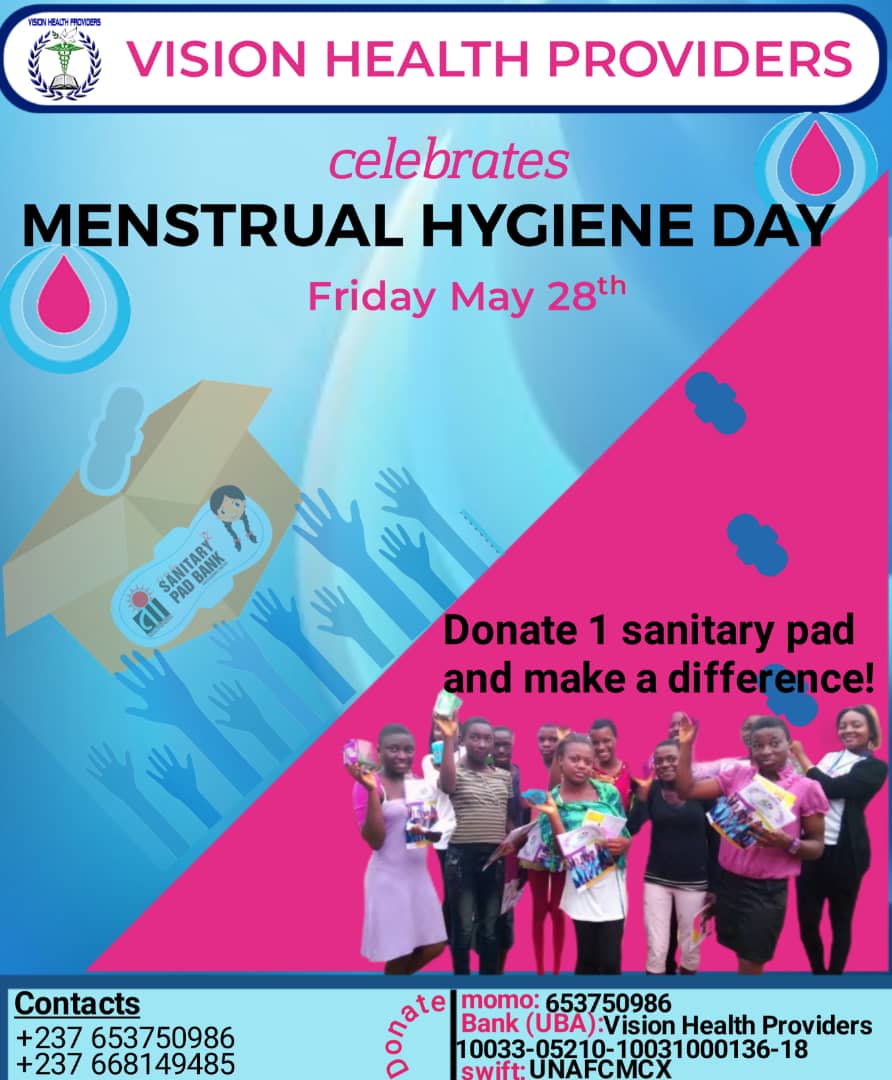 VISION HEALTH PROVIDERS
VISION HEALTH PROVIDERS
celebrates
MENSTRUAL HYGIENE DAY
Friday May 28th
SANITARY
PAD BANK
CII
Donate 1 sanitary pad
and make a difference!
Contacts
+237 653750986
+237 668149485
Donate
momo: 653750986
Bank (UBA):Vision Health Providers
10033-05210-10031000136-18
swift:UNAFCMCX